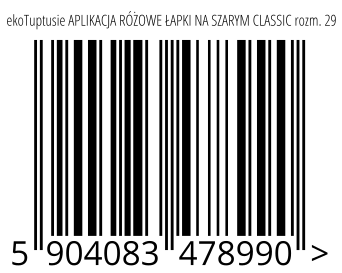 ekoTuptusie APLIKACJA RÓŻOWE ŁAPKI NA SZARYM CLASSIC rozm. 29
5 904083 478990 >